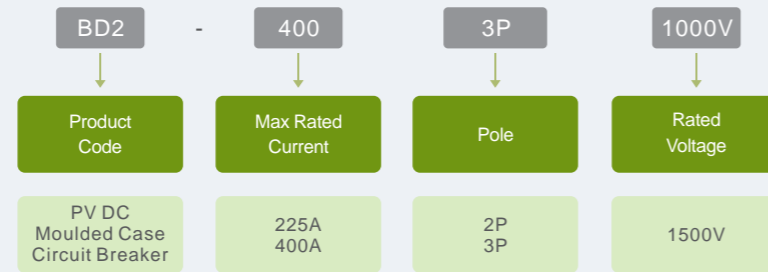 BD2 - 400 3P 1000V
Product Code
Max Rated Current
Pole
Rated Voltage
PV DC
Moulded Case
Circuit Breaker
225A
400A
2P
3P
1500V